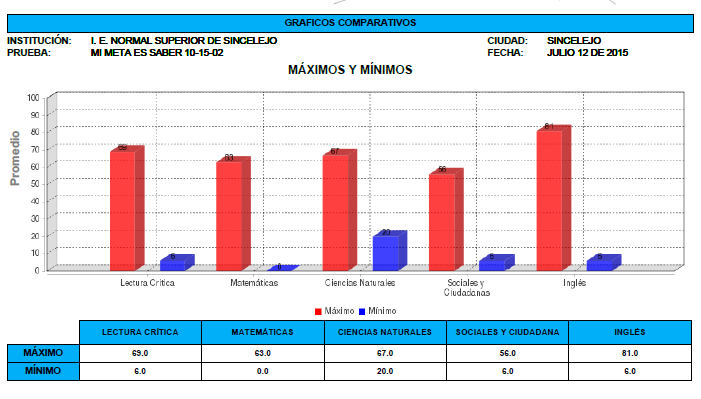 GRAFICOS COMPARATIVOS
INSTITUCIÓN: I. E. NORMAL SUPERIOR DE SINCELEJO CIUDAD: SINCELEJO
PRUEBA: MI META ES SABER 10-15-02 FECHA: JULIO 12 DE 2015
MÁXIMOS Y MÍNIMOS
Promedio
100
90
80
70
60
50
40
30
20
10
0
69 6 63 0 67 20 56 6 81 6
Lectura Crítica Matemáticas Ciencias Naturales Sociales y Ciudadanas Inglés
Máximo Mínimo
LECTURA CRÍTICA MATEMÁTICAS CIENCIAS NATURALES SOCIALES Y CIUDADANA INGLÉS
MÁXIMO 69.0 63.0 67.0 56.0 81.0
MÍNIMO 6.0 0.0 20.0 6.0 6.0